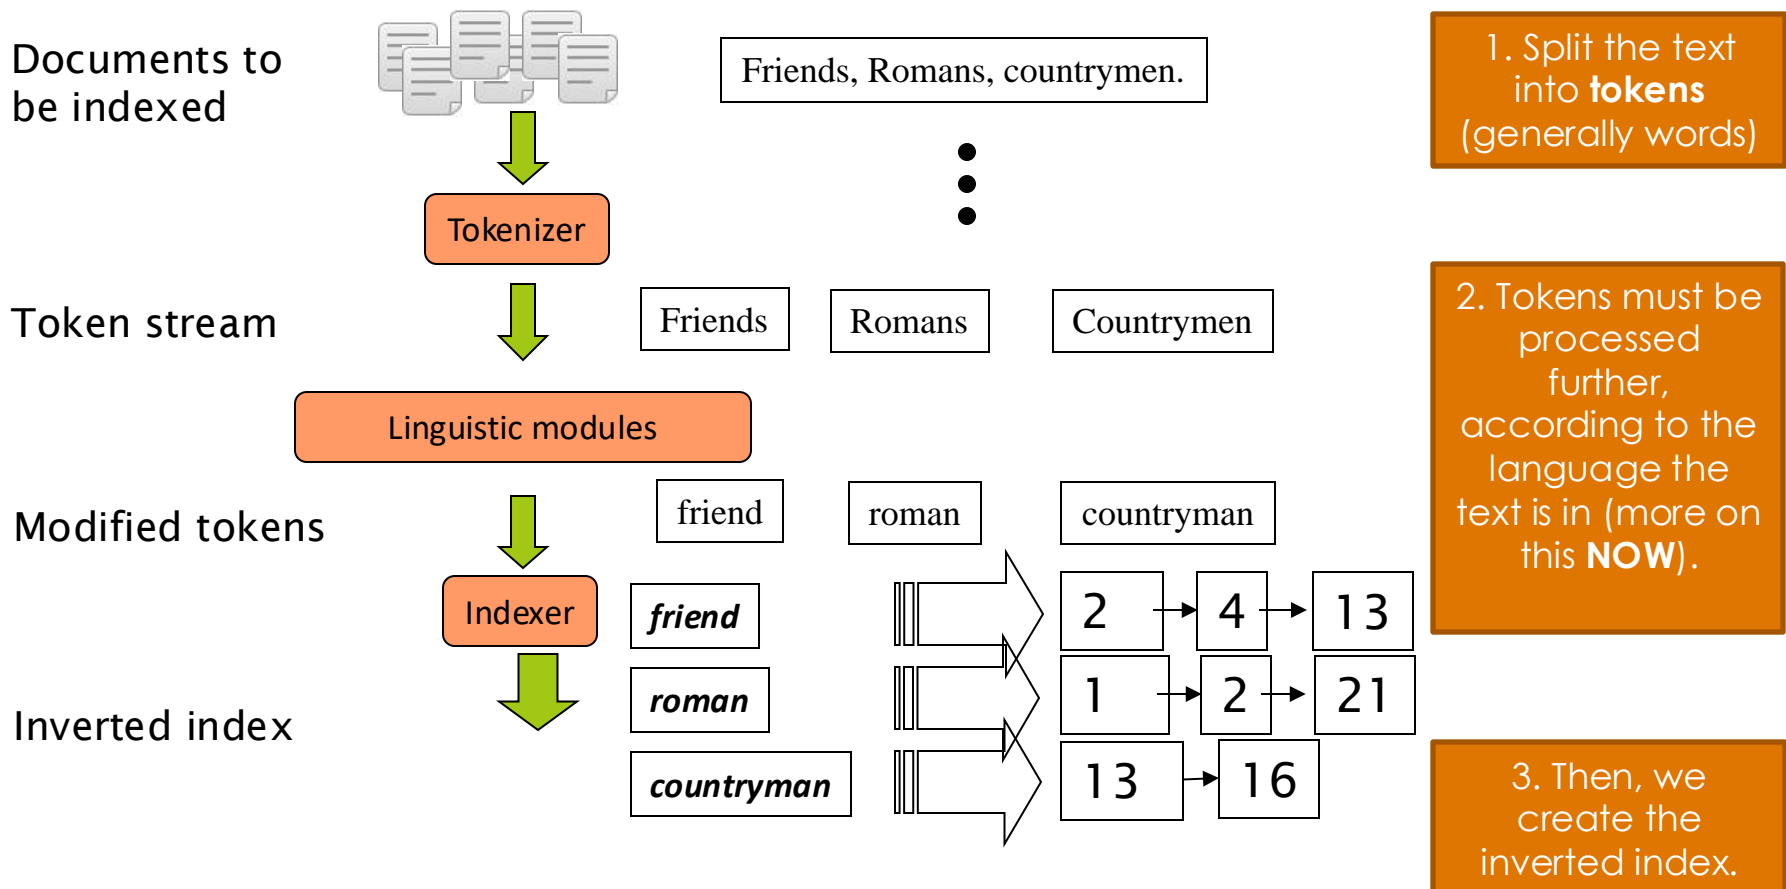 Documents to
be indexed
Friends, Romans, countrymen.
1. Split the text
into tokens
(generally words)
Tokenizer
Token stream
Friends
Romans
Countrymen
2. Tokens must be
processed
further,
according to the
language the
text is in (more on
this NOW).
Linguistic modules
Modified tokens
friend
roman
countryman
Indexer
friend
2
4
13
roman
1
2
21
Inverted index
countryman
13
16
3. Then, we
create the
inverted index.